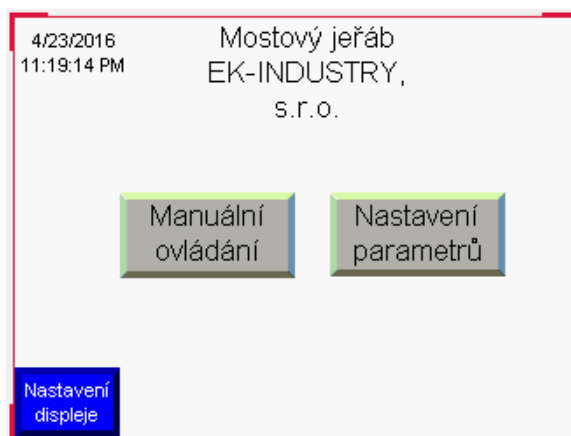 4/23/2016
11:19:14 PM
Mostový jeřáb
EK-INDUSTRY,
s.r.o.
Manuální
ovládání
Nastavení
parametrů
Nastavení
displeje